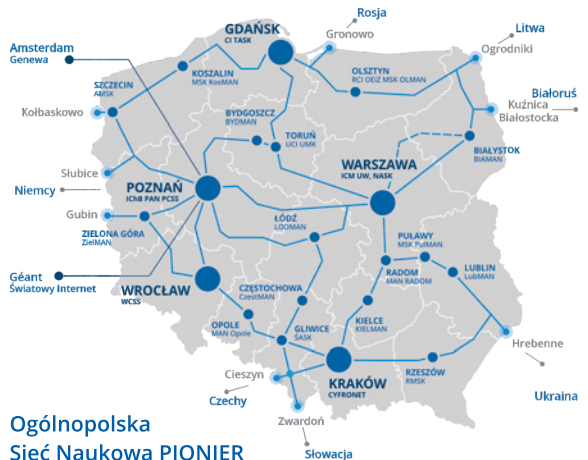 GDAŃSK
CI TASK
Rosja
Gronowo
Litwa
Ogrodniki
Amsterdam
Genewa
KOSZALIN
MSK KosMAN
OLSZTYN
RCI OEIZ MSK OLMAN
SZCZECIN
AMSK
Białoruś
Kuźnica
Białostocka
Kołbaskowo
BYDGOSZCZ
BYDMAN
TORUŃ
UCI UMK
BIAŁYSTOK
BIAMAN
WARSZAWA
ICM UW, NASK
Słubice
Niemcy
POZNAŃ
IChB PAN PCSS
Gubin
ZIELONA GÓRA
ZielMAN
ŁÓDŹ
LODMAN
PUŁAWY
MSK PulMAN
RADOM
MAN RADOM
LUBLIN
LubMAN
Géant
Światowy Internet
WROCŁAW
WCSS
CZĘSTOCHOWA
CzestMAN
OPOLE
MAN Opole
GLIWICE
ŚASK
KIELCE
KIELMAN
Hrebenne
Cieszyn
Czechy
KRAKÓW
CYFRONET
RZESZÓW
RMSK
Ukraina
Zwardoń
Słowacja
Ogólnopolska
Sieć Naukowa PIONIER